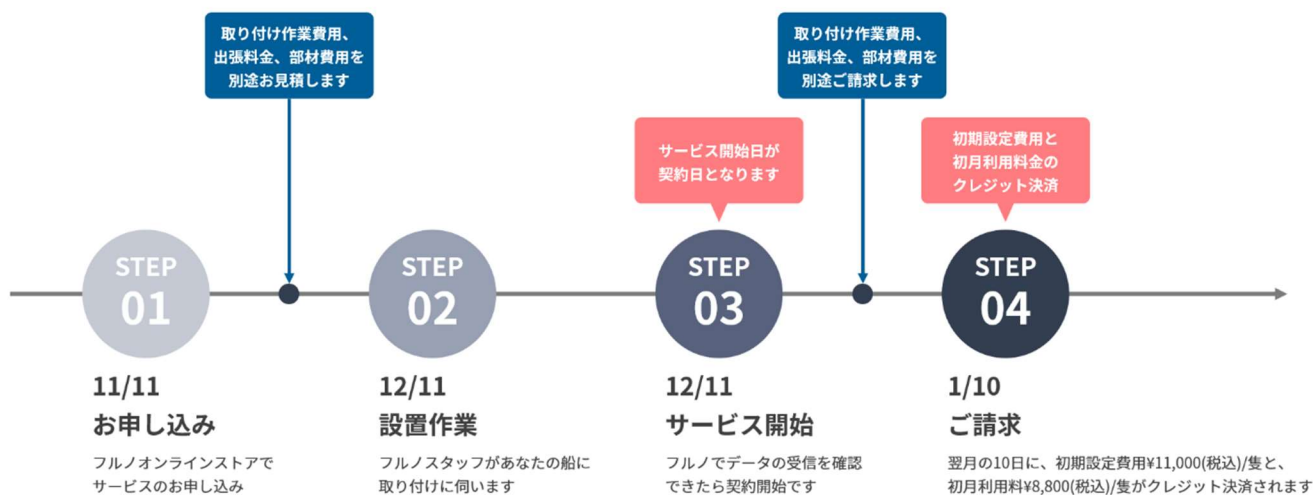 取り付け作業費用、
出張料金、部材費用を
別途お見積します
取り付け作業費用、
出張料金、部材費用を
別途ご請求します
サービス開始日が
契約日となります
初期設定費用と
初月利用料金の
クレジット決済
STEP
01
STEP
02
STEP
03
STEP
04
11/11
お申し込み
フルノオンラインストアで
サービスのお申し込み
12/11
設置作業
フルノスタッフがあなたの船に
取り付けに伺います
12/11
サービス開始
フルノでデータの受信を確認
できたら契約開始です
1/10
ご請求
翌月の10日に、初期設定費用¥11,000(税込)/隻と、
初月利用料¥8,800(税込)/隻がクレジット決済されます